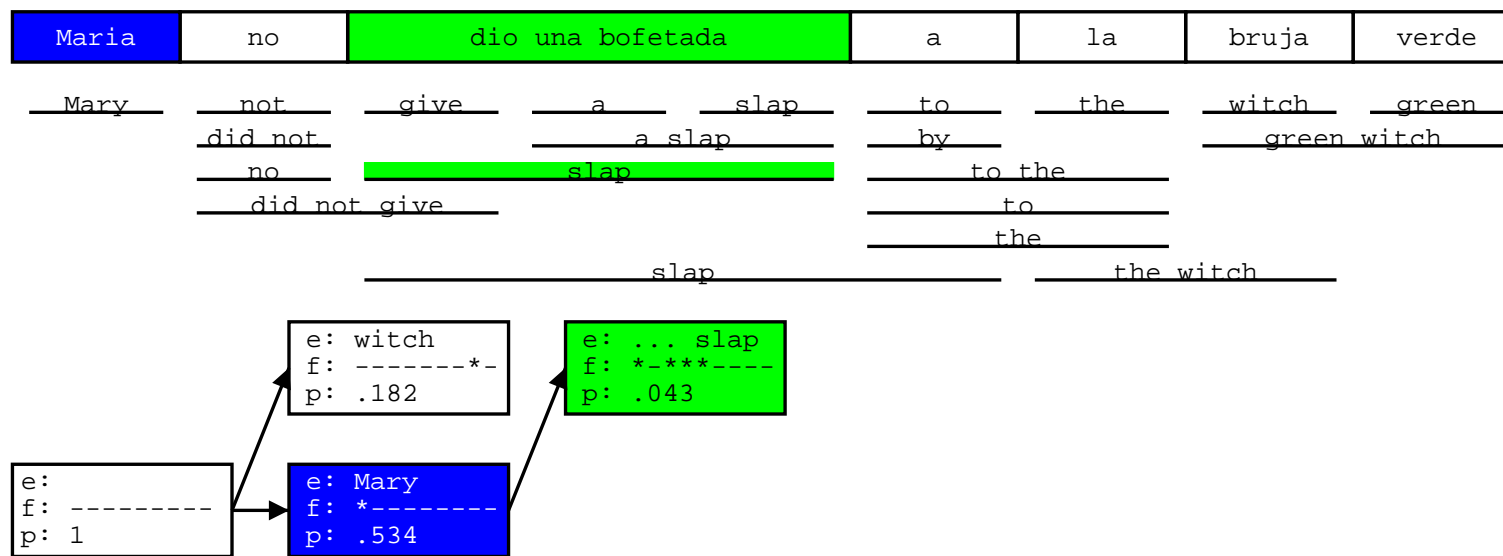 Maria no dio una bofetada a la bruja verde
Mary not give a slap to the witch green
did not a slap by green witch
no slap to the
did not give to
the
slap the witch
e: witch
f: -------*-
p: .182
e: ... slap
f: *-***----
p: .043
e:
f: ---------
p: 1
e: Mary
f: *--------
p: .534